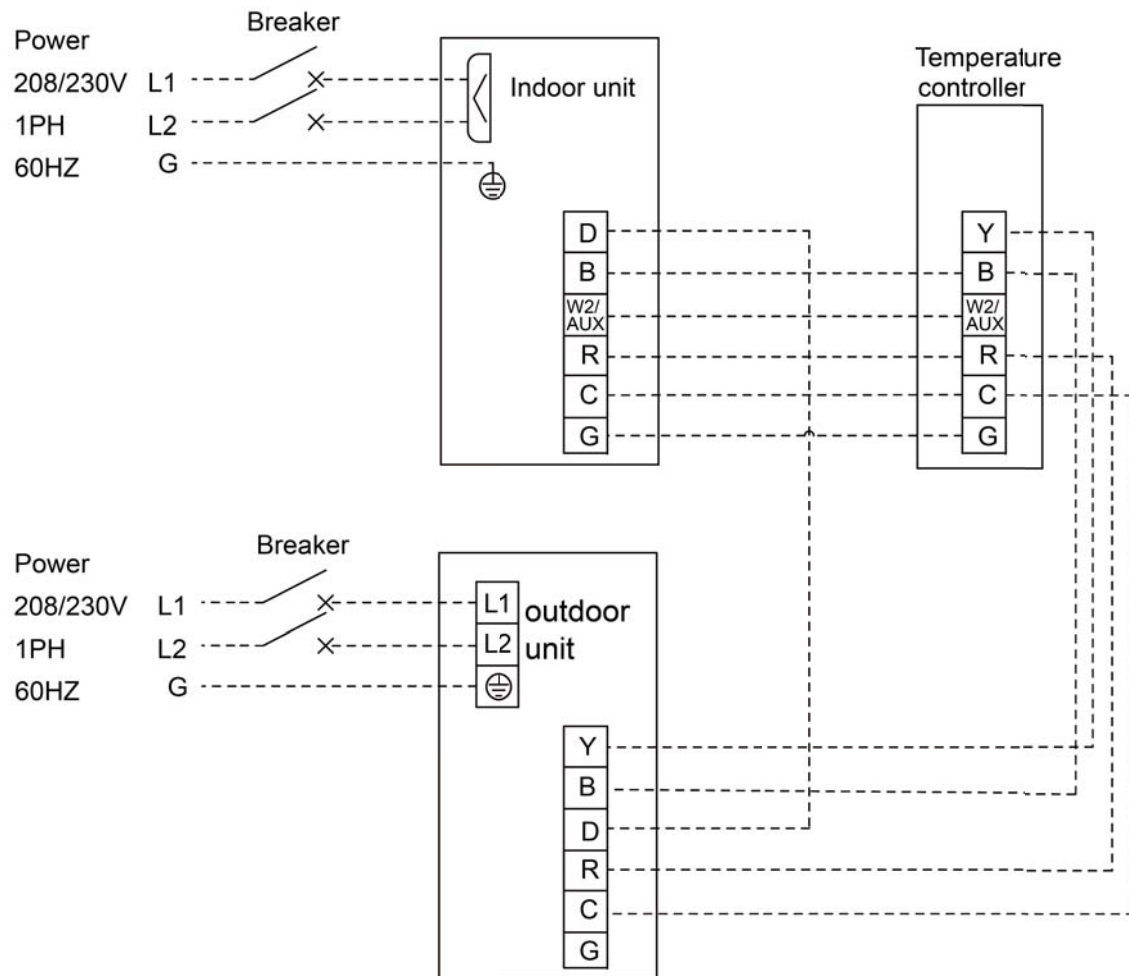 Breaker
Power
208/230V L1
1PH L2
60HZ G
Indoor unit
D
B
W2/
AUX
R
C
G
Temperature
controller
Y
B
W2/
AUX
R
C
G
Breaker
Power
208/230V L1
1PH L2
60HZ G
L1
L2
outdoor
unit
Y
B
D
R
C
G